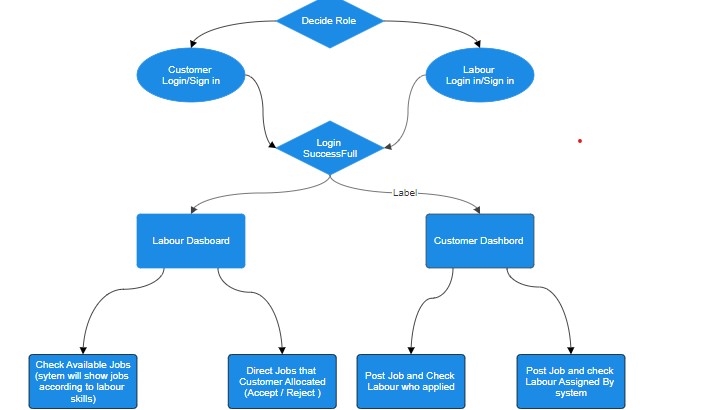 Decide Role
Customer
Login/Sign in
Labour
Login in/Sign in
Login
SuccessFull
Label
Labour Dasboard
Customer Dashbord
Check Available Jobs
(sytem will show jobs
according to labour
skills)
Direct Jobs that
Customer Allocated
(Accept / Reject )
Post Job and Check
Labour who applied
Post Job and check
Labour Assigned By
system